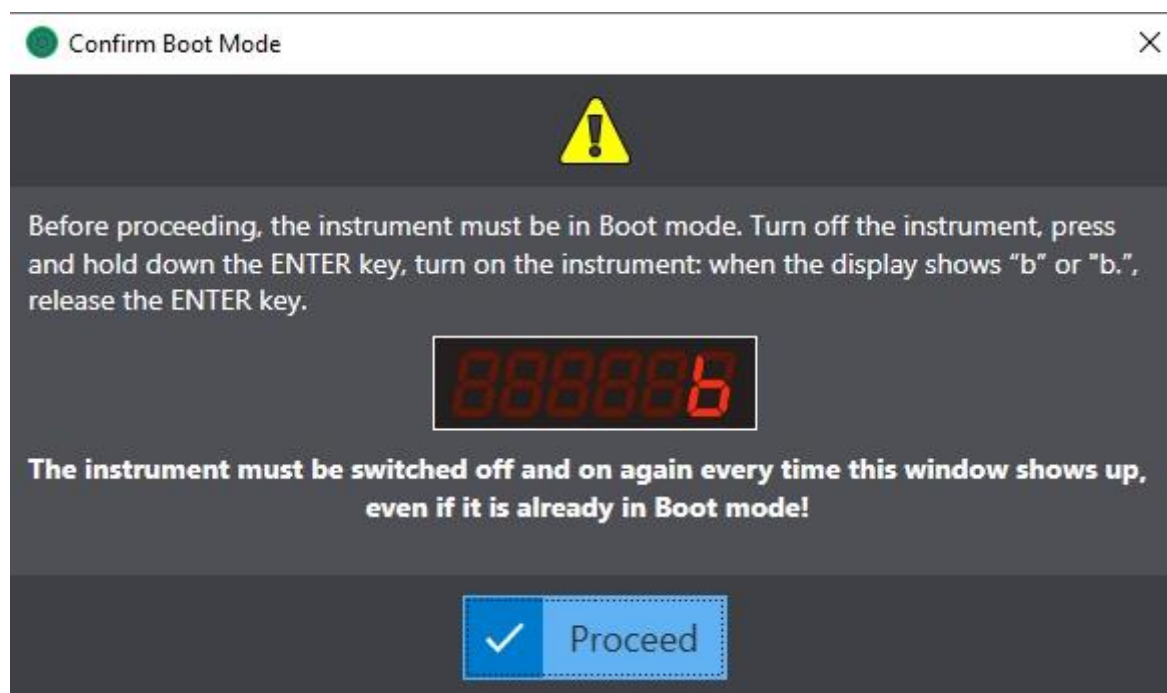 Confirm Boot Mode
Before proceeding, the instrument must be in Boot mode. Turn off the instrument, press
and hold down the ENTER key, turn on the instrument: when the display shows “b” or "b.”,
release the ENTER key.
b
The instrument must be switched off and on again every time this window shows up,
even if it is already in Boot mode!
Proceed